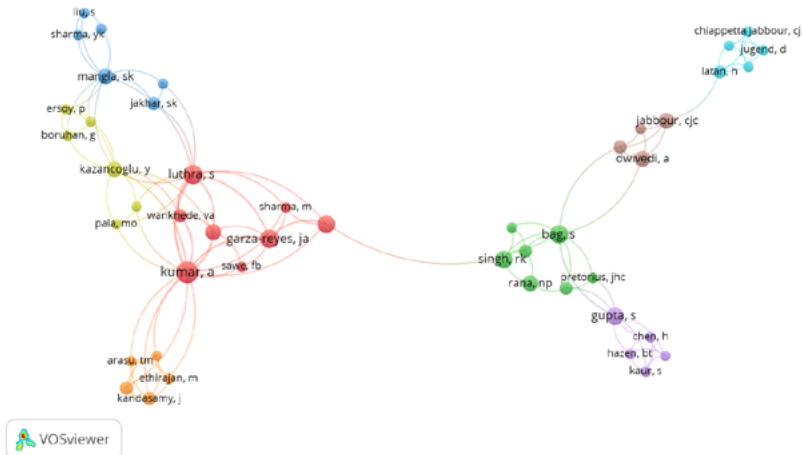 liu, s
sharma, yk
mangla, sk
jakhar, sk
ersoy, p
boruhan, g
kazancoglu, y
luthra, s
pala, mo
wankhede, va
sharma, m
garza-reyes, ja
sawe, fb
kumar, a
arasu, tm
ethirajan, m
kandasamy, j
chiappetta jabbour, cj
jugend, d
latan, h
jabbour, cjc
dwivedi, a
bag, s
singh, rk
rana, np
pretorius, jhc
gupta, s
chen, h
hazen, bt
kaur, s
VOSviewer